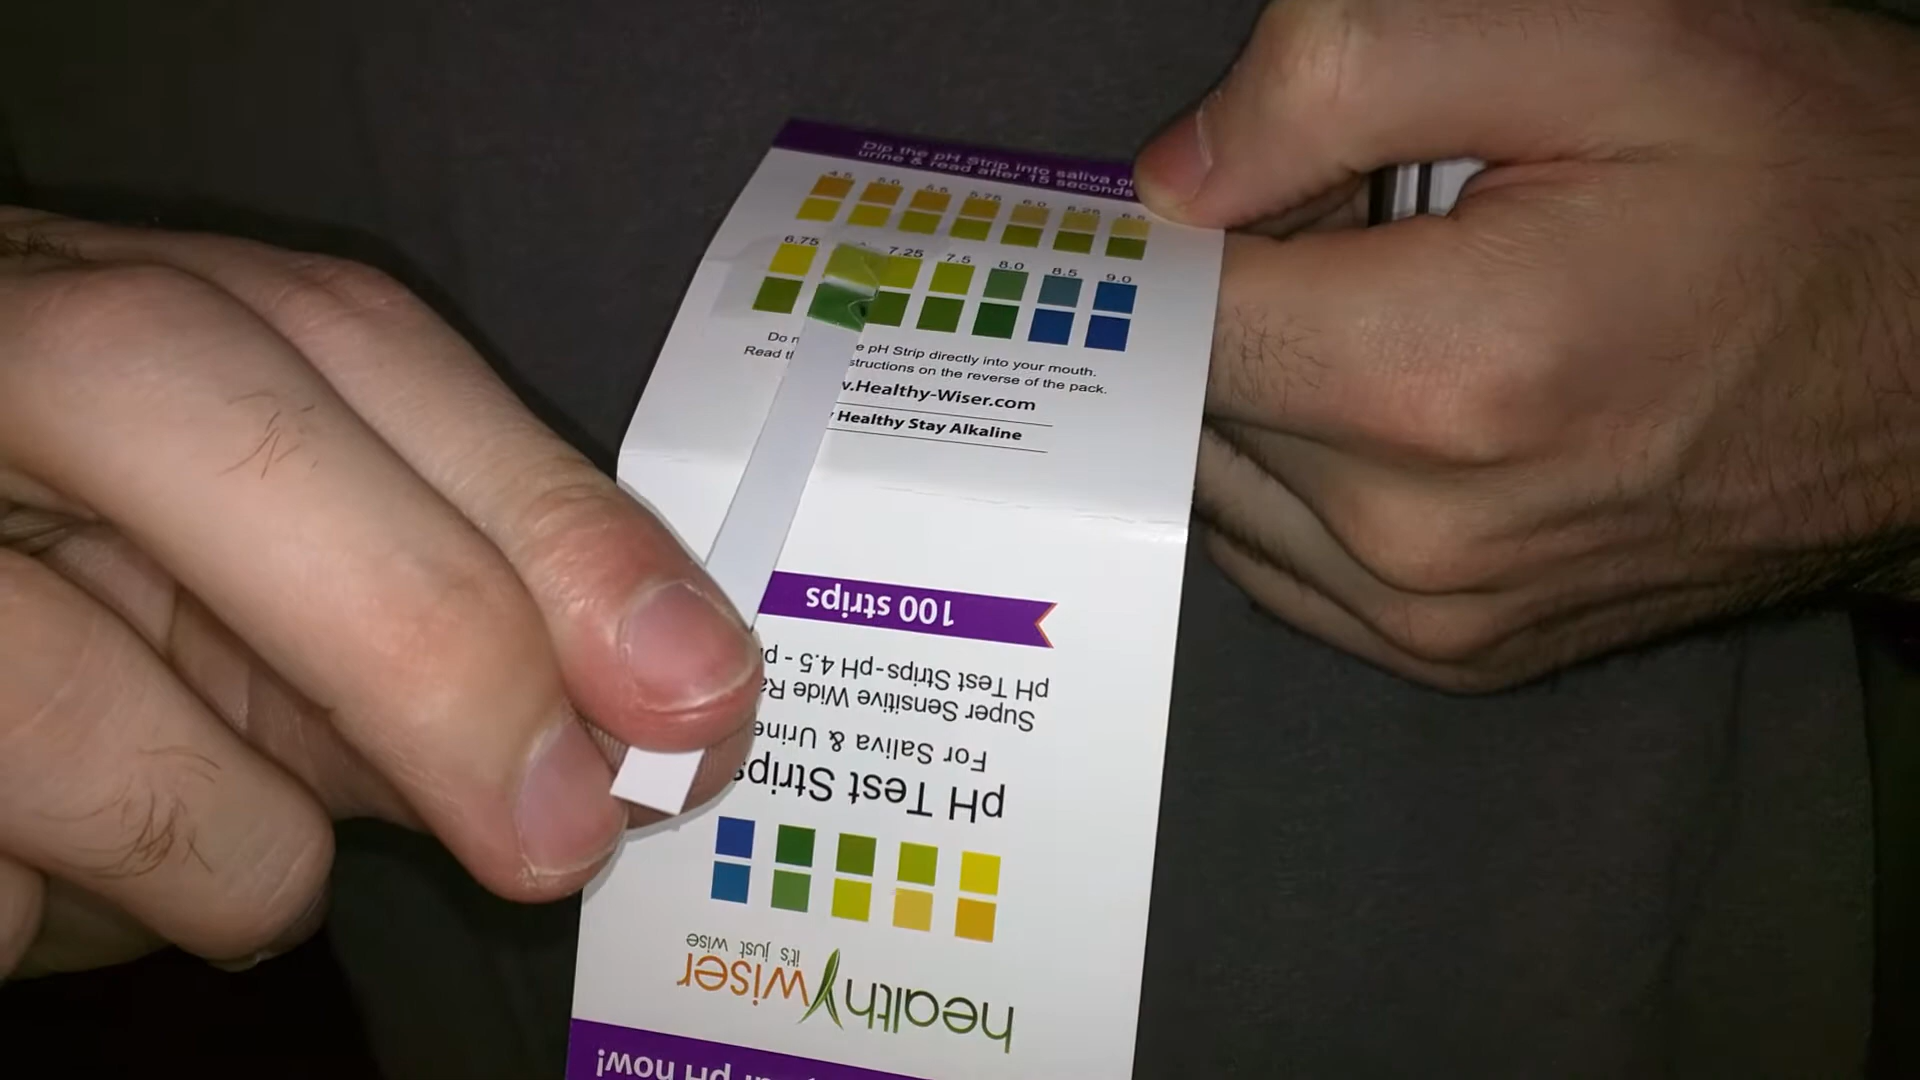 Dip the pH Strip into saliva or
urine & read after 15 seconds
4.5 5.0 5.5 5.75 6.0 6.25 6.5
6.75 7.25 7.5 8.0 8.5 9.0
Do pH Strip directly into your mouth.
Read on the reverse of the pack.
.Healthy-Wiser.com
Healthy Stay Alkaline
100 strips
pH Test Strips-pH 4.5 -
Super Sensitive Wide
For Saliva & Urine
pH Test Strips
healthywiser
it's just wise
pH now!